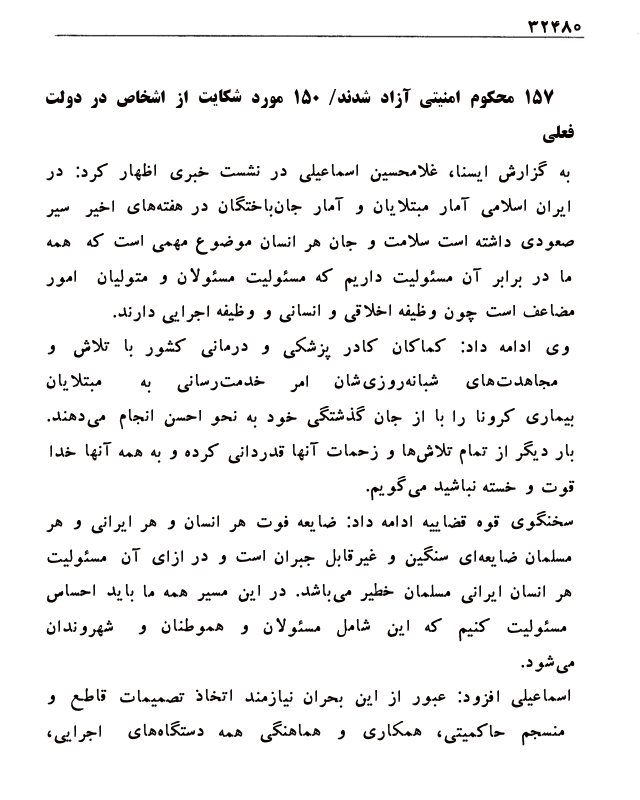 ۳۲۴۸۰
۱۵۷ محکوم امنیتی آزاد شدند/ ۱۵۰ مورد شکایت از اشخاص در دولت
فعلی
به گزارش ایسنا، غلامحسین اسماعیلی در نشست خبری اظهار کرد: در
ایران اسلامی آمار مبتلایان و آمار جان‌باختگان در هفته‌های اخیر سیر
صعودی داشته است سلامت و جان هر انسان موضوع مهمی است که همه
ما در برابر آن مسئولیت داریم که مسئولیت مسئولان و متولیان امور
مضاعف است چون وظیفه اخلاقی و انسانی و وظیفه اجرایی دارند.
وی ادامه داد: کماکان کادر پزشکی و درمانی کشور با تلاش و
مجاهدت‌های شبانه‌روزی‌شان امر خدمت‌رسانی به مبتلایان
بیماری کرونا را با از جان گذشتگی خود به نحو احسن انجام می‌دهند.
بار دیگر از تمام تلاش‌ها و زحمات آنها قدردانی کرده و به همه آنها خدا
قوت و خسته نباشید می‌گویم.
سخنگوی قوه قضاییه ادامه داد: ضایعه فوت هر انسان و هر ایرانی و هر
مسلمان ضایعه‌ای سنگین و غیرقابل جبران است و در ازای آن مسئولیت
هر انسان ایرانی مسلمان خطیر می‌باشد. در این مسیر همه ما باید احساس
مسئولیت کنیم که این شامل مسئولان و هموطنان و شهروندان
می‌شود.
اسماعیلی افزود: عبور از این بحران نیازمند اتخاذ تصمیمات قاطع و
منسجم حاکمیتی، همکاری و هماهنگی همه دستگاه‌های اجرایی،